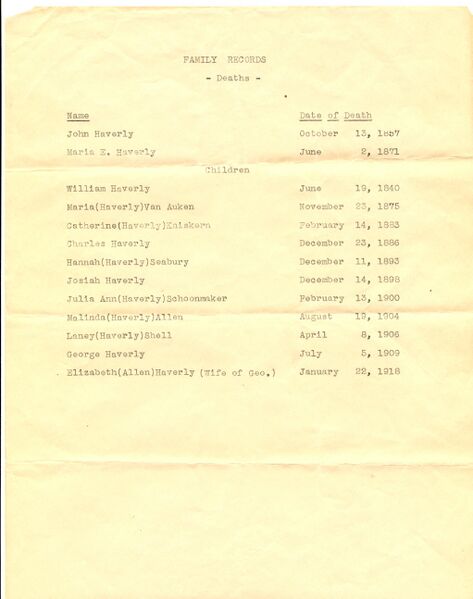 FAMILY RECORDS
- Deaths -
Name Date of Death
John Haverly October 13, 1857
Maria E. Haverly June 2, 1871
Children
William Haverly June 19, 1840
Maria(Haverly)Van Auken November 23, 1875
Catherine(Haverly)Kniskern February 14, 1883
Charles Haverly December 23, 1886
Hannah(Haverly)Seabury December 11, 1893
Josiah Haverly December 14, 1898
Julia Ann(Haverly)Schoonmaker February 13, 1900
Malinda(Haverly)Allen August 19, 1904
Laney(Haverly)Shell April 8, 1906
George Haverly July 5, 1909
Elizabeth(Allen)Haverly (Wife of Geo.) January 22, 1918